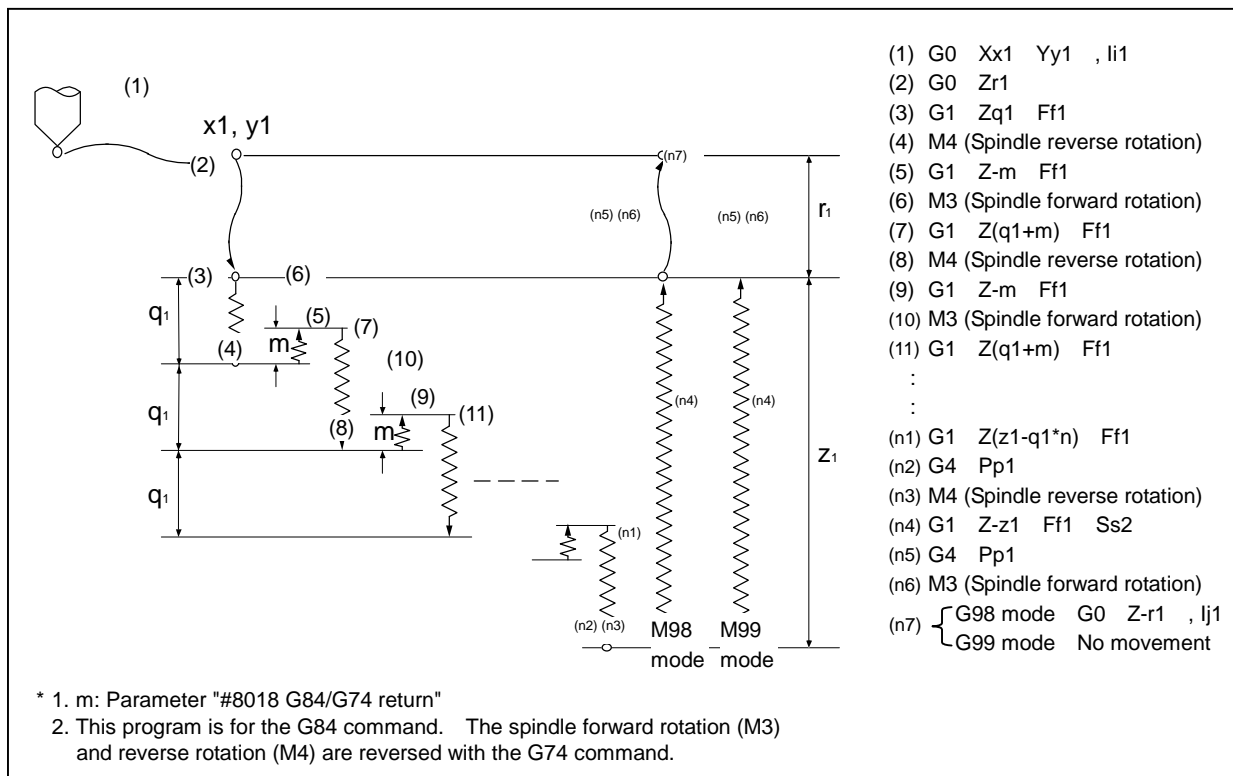 (1)
x1, y1
(2)
(n7)
(n5) (n6)
(n5) (n6)
r1
(3)
(6)
q1
(5)
(7)
m
(4)
(10)
(9)
(n4)
(n4)
q1
(11)
(8)
m
z1
q1
(n1)
(n2) (n3)
M98
mode
M99
mode
(1) G0 Xx1 Yy1 , Ii1
(2) G0 Zr1
(3) G1 Zq1 Ff1
(4) M4 (Spindle reverse rotation)
(5) G1 Z-m Ff1
(6) M3 (Spindle forward rotation)
(7) G1 Z(q1+m) Ff1
(8) M4 (Spindle reverse rotation)
(9) G1 Z-m Ff1
(10) M3 (Spindle forward rotation)
(11) G1 Z(q1+m) Ff1
:
:
(n1) G1 Z(z1-q1*n) Ff1
(n2) G4 Pp1
(n3) M4 (Spindle reverse rotation)
(n4) G1 Z-z1 Ff1 Ss2
(n5) G4 Pp1
(n6) M3 (Spindle forward rotation)
(n7) G98 mode G0 Z-r1 , Ij1
G99 mode No movement
* 1. m: Parameter "#8018 G84/G74 return"
2. This program is for the G84 command. The spindle forward rotation (M3)
and reverse rotation (M4) are reversed with the G74 command.